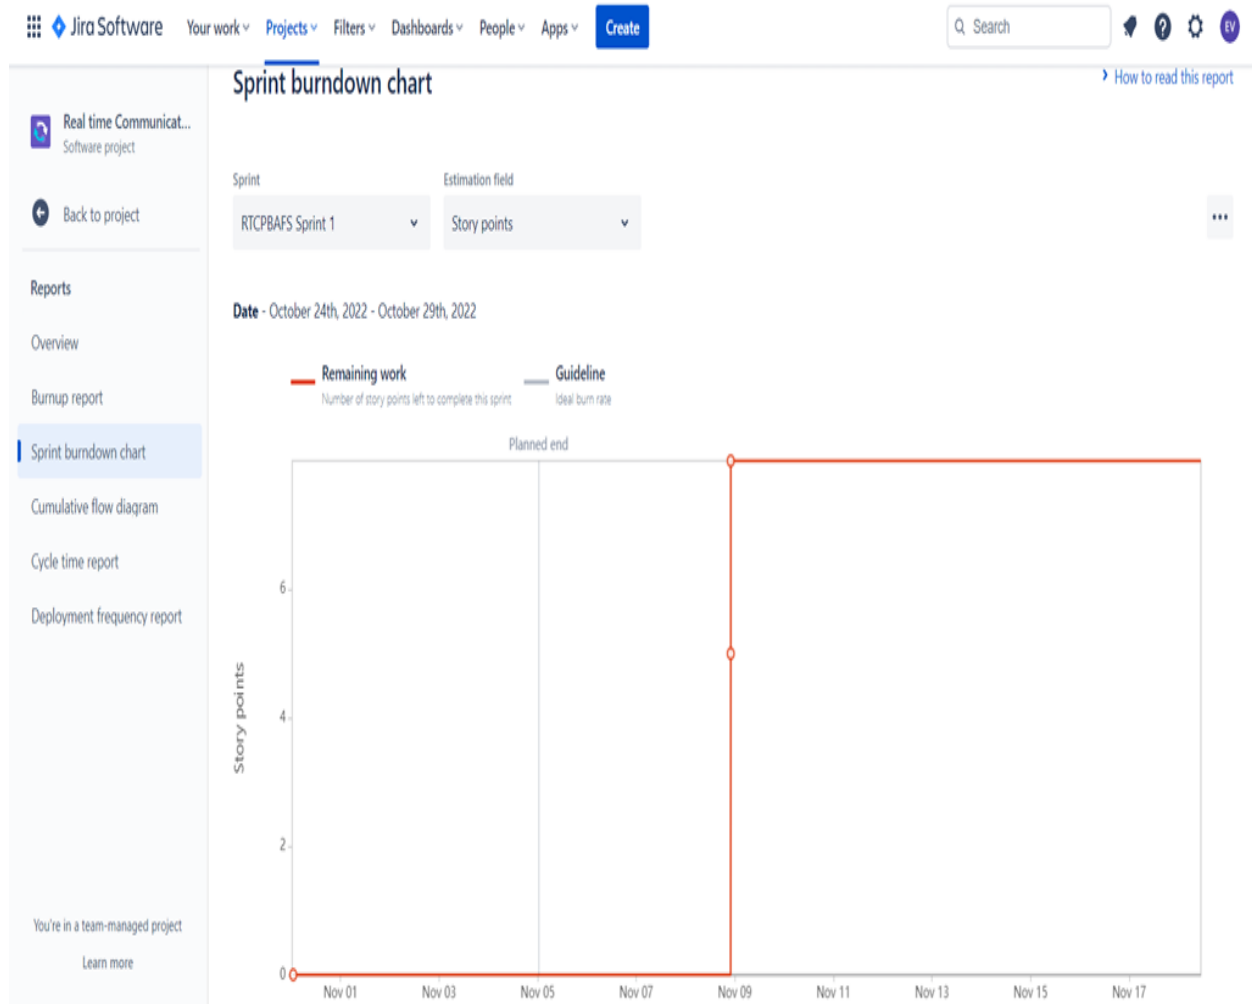 Jira Software Your work Projects Filters Dashboards People Apps Create Search EV
Sprint burndown chart
How to read this report
Real time Communicat...
Software project
Back to project
Reports
Overview
Burnup report
Sprint burndown chart
Cumulative flow diagram
Cycle time report
Deployment frequency report
You're in a team-managed project
Learn more
Sprint Estimation field
RTCPBAFS Sprint 1 Story points
Date - October 24th, 2022 - October 29th, 2022
Remaining work Guideline
Number of story points left to complete this sprint Ideal burn rate
Planned end
6
4
2
0
Story points
Nov 01 Nov 03 Nov 05 Nov 07 Nov 09 Nov 11 Nov 13 Nov 15 Nov 17